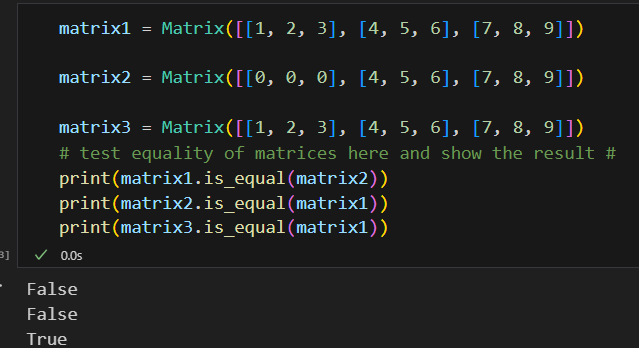 matrix1 = Matrix([[1, 2, 3], [4, 5, 6], [7, 8, 9]])
matrix2 = Matrix([[0, 0, 0], [4, 5, 6], [7, 8, 9]])
matrix3 = Matrix([[1, 2, 3], [4, 5, 6], [7, 8, 9]])
# test equality of matrices here and show the result #
print(matrix1.is_equal(matrix2))
print(matrix2.is_equal(matrix1))
print(matrix3.is_equal(matrix1))
3] ✓ 0.0s
False
False
True